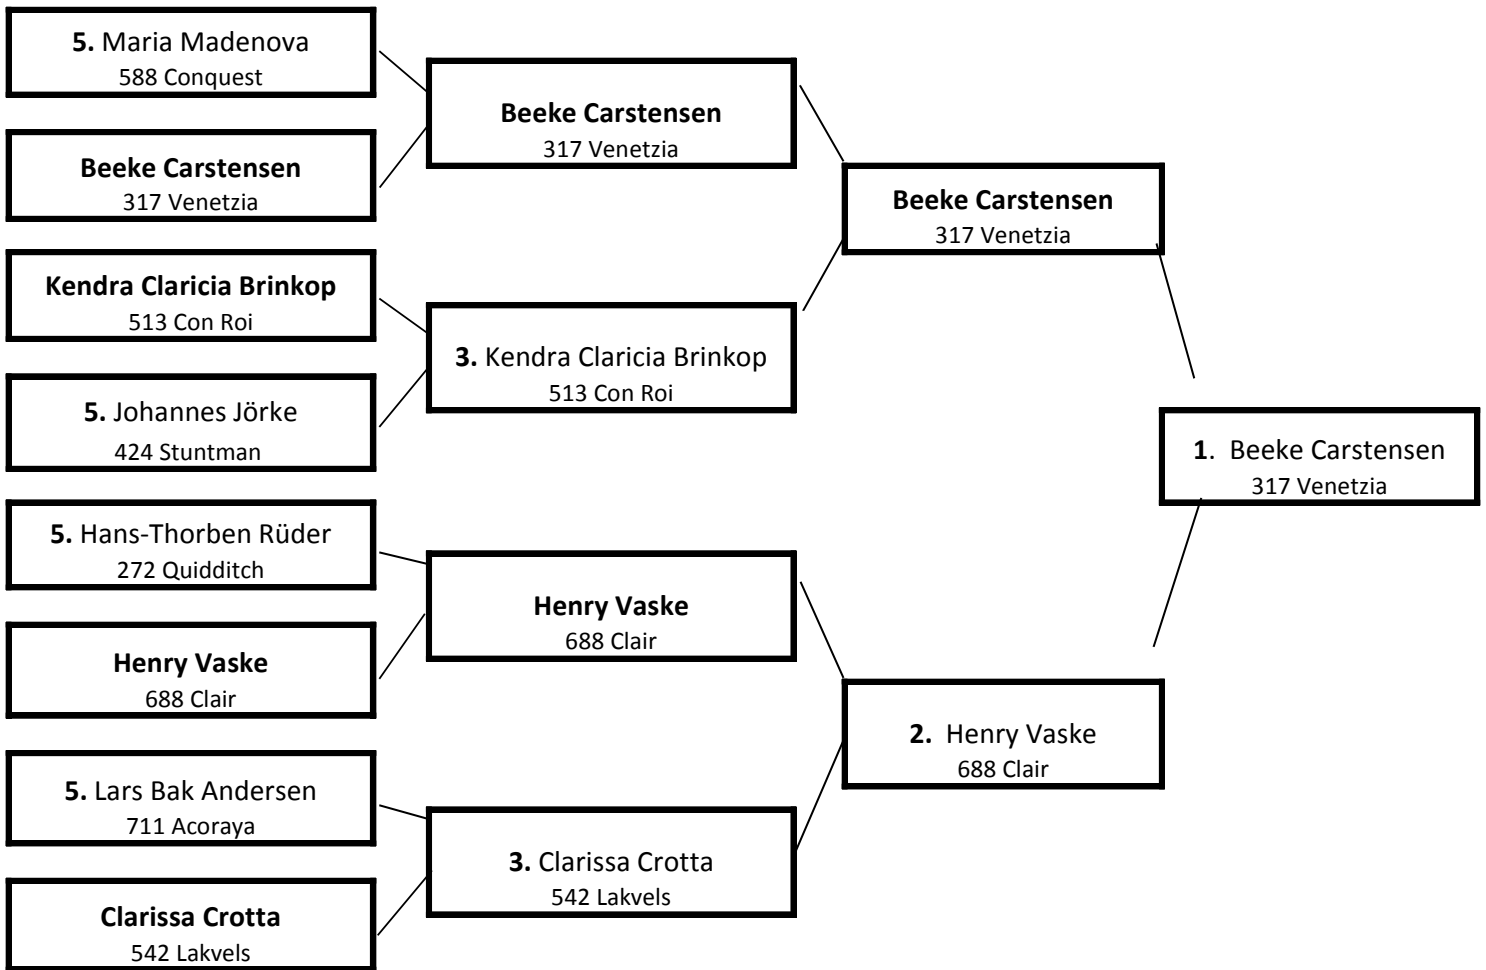 5. Maria Madenova
588 Conquest
Beeke Carstensen
317 Venetzia
Kendra Claricia Brinkop
513 Con Roi
5. Johannes Jörke
424 Stuntman
5. Hans-Thorben Rüder
272 Quidditch
Henry Vaske
688 Clair
5. Lars Bak Andersen
711 Acoraya
Clarissa Crotta
542 Lakvels
Beeke Carstensen
317 Venetzia
3. Kendra Claricia Brinkop
513 Con Roi
Henry Vaske
688 Clair
3. Clarissa Crotta
542 Lakvels
Beeke Carstensen
317 Venetzia
2. Henry Vaske
688 Clair
1. Beeke Carstensen
317 Venetzia